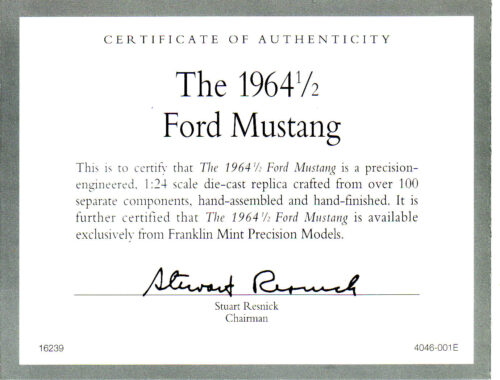 CERTIFICATE OF AUTHENTICITY
The 1964½
Ford Mustang
This is to certify that The 1964½ Ford Mustang is a precision-
engineered, 1:24 scale die-cast replica crafted from over 100
separate components, hand-assembled and hand-finished. It is
further certified that The 1964½ Ford Mustang is available
exclusively from Franklin Mint Precision Models.
Stewart Resnick
Stuart Resnick
Chairman
16239
4046-001E